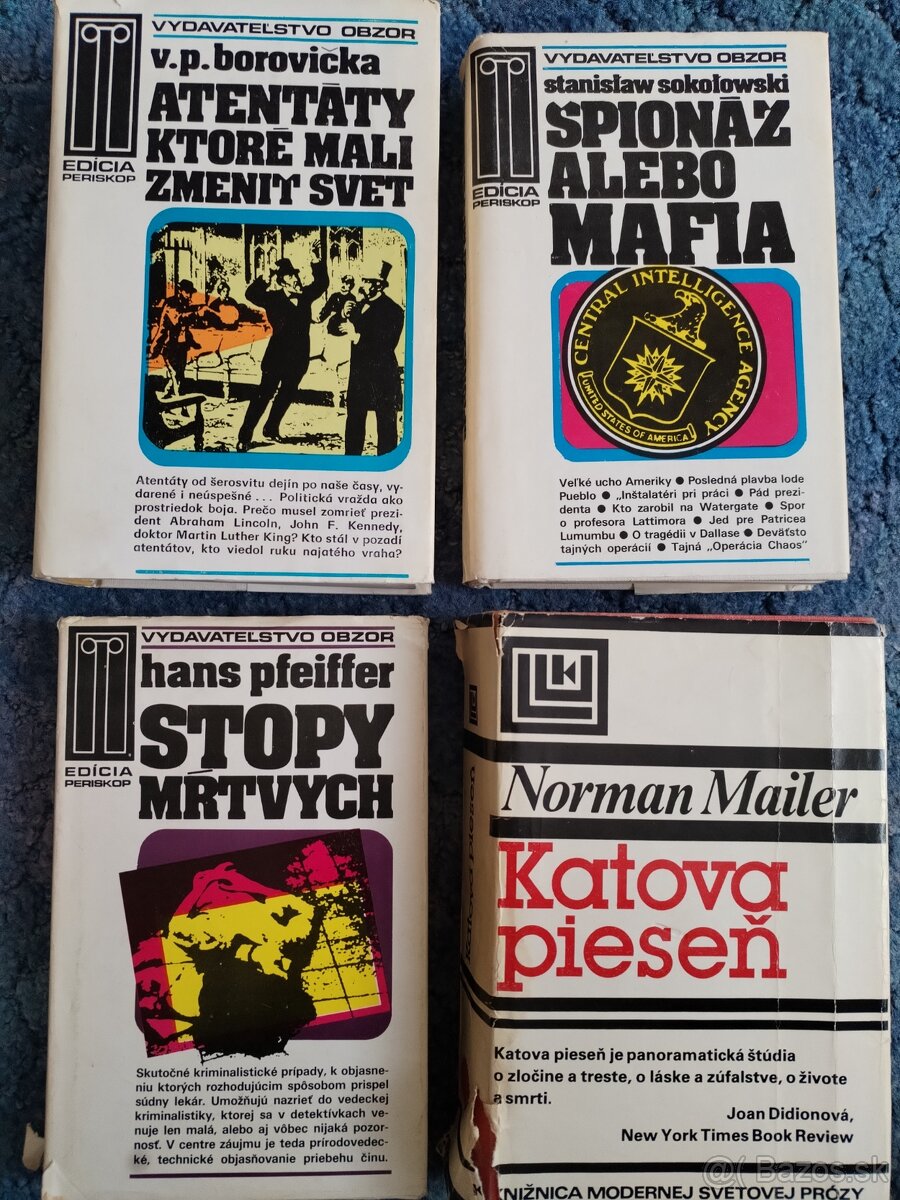 VYDAVATEĽSTVO OBZOR
v.p.borovička
ATENTÁTY
KTORÉ MALI
ZMENIŤ SVET
EDÍCIA
PERISKOP
Atentáty od šerosvitu dejín po naše časy, vy-
darené i neúspešné ... Politická vražda ako
prostriedok boja. Prečo musel zomrieť prezi-
dent Abraham Lincoln, John F. Kennedy,
doktor Martin Luther King? Kto stál v pozadí
atentátov, kto viedol ruku najatého vraha?
VYDAVATEĽSTVO OBZOR
stanisław sokołowski
ŠPIONÁŽ
ALEBO
MAFIA
EDÍCIA
PERISKOP
CENTRAL INTELLIGENCE AGENCY
UNITED STATES OF AMERICA
Veľké ucho Ameriky ● Posledná plavba lode
Pueblo ● „Inštalatéri pri práci ● Pád prezi-
denta ● Kto zarobil na Watergate ● Spor
o profesora Lattimora ● Jed pre Patricea
Lumumbu ● O tragédii v Dallase ● Deväťsto
tajných operácií ● Tajná „Operácia Chaos"
VYDAVATEĽSTVO OBZOR
hans pfeiffer
STOPY
MŔTVYCH
EDÍCIA
PERISKOP
Skutočné kriminalistické prípady, k objasne-
niu ktorých rozhodujúcim spôsobom prispel
súdny lekár. Umožňujú nazrieť do vedeckej
kriminalistiky, ktorej sa v detektívkach ve-
nuje len malá, alebo aj vôbec nijaká pozor-
nosť. V centre záujmu je teda prírodovedec-
ké, technické objasňovanie priebehu činu.
Norman Mailer
Katova
pieseň
Katova pieseň
Katova pieseň je panoramatická štúdia
o zločine a treste, o láske a zúfalstve, o živote
a smrti.
Joan Didionová,
New York Times Book Review
KNIŽNICA MODERNEJ SVETOVEJ PRÓZY
@ Bazos.sk